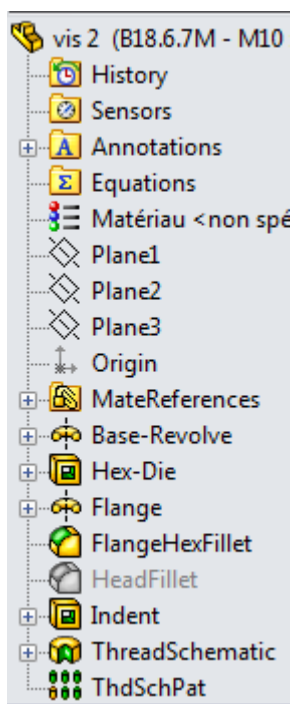 vis 2 (B18.6.7M - M10
History
Sensors
A Annotations
Σ Equations
Matériau <non spé
Plane1
Plane2
Plane3
Origin
MateReferences
Base-Revolve
Hex-Die
Flange
FlangeHexFillet
HeadFillet
Indent
ThreadSchematic
ThdSchPat